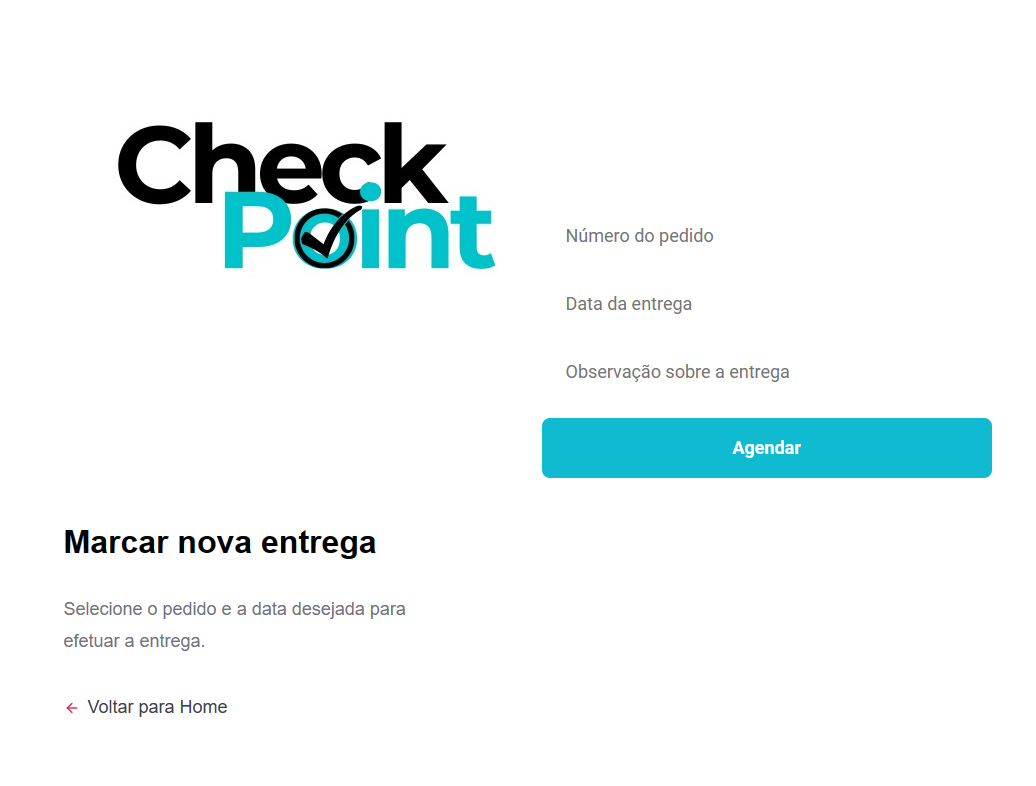 Check
Point
Número do pedido
Data da entrega
Observação sobre a entrega
Agendar
Marcar nova entrega
Selecione o pedido e a data desejada para
efetuar a entrega.
Voltar para Home